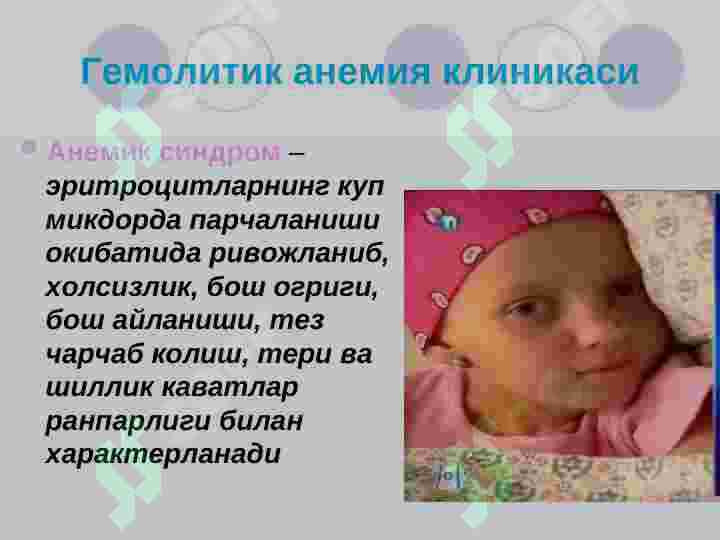 Гемолитик анемия клиникаси
Анемик синдром –
эритроцитларнинг куп
микдорда парчаланиши
окибатида ривожланиб,
холсизлик, бош огриги,
бош айланиши, тез
чарчаб колиш, тери ва
шиллик каватлар
ранпарлиги билан
характерланади